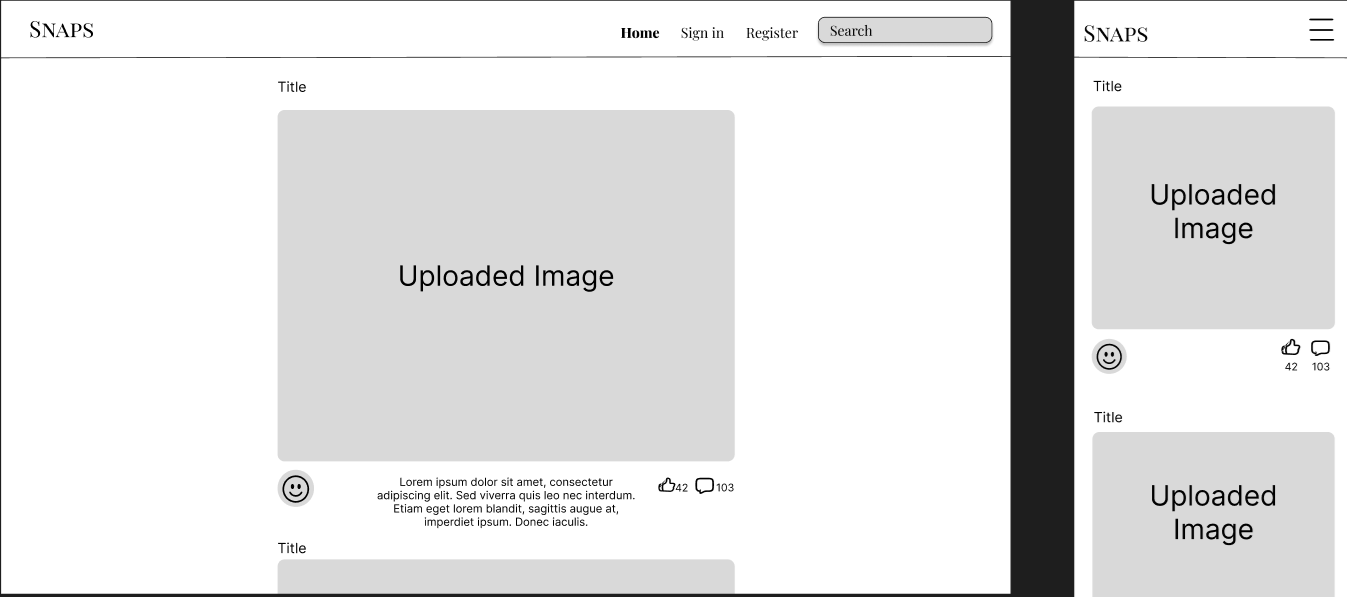 SNAPS
Home Sign in Register Search
Title
Uploaded Image
Lorem ipsum dolor sit amet, consectetur
adipiscing elit. Sed viverra quis leo nec interdum.
Etiam eget lorem blandit, sagittis augue at,
imperdiet ipsum. Donec iaculis.
42 103
Title
SNAPS
Title
Uploaded
Image
42 103
Title
Uploaded
Image